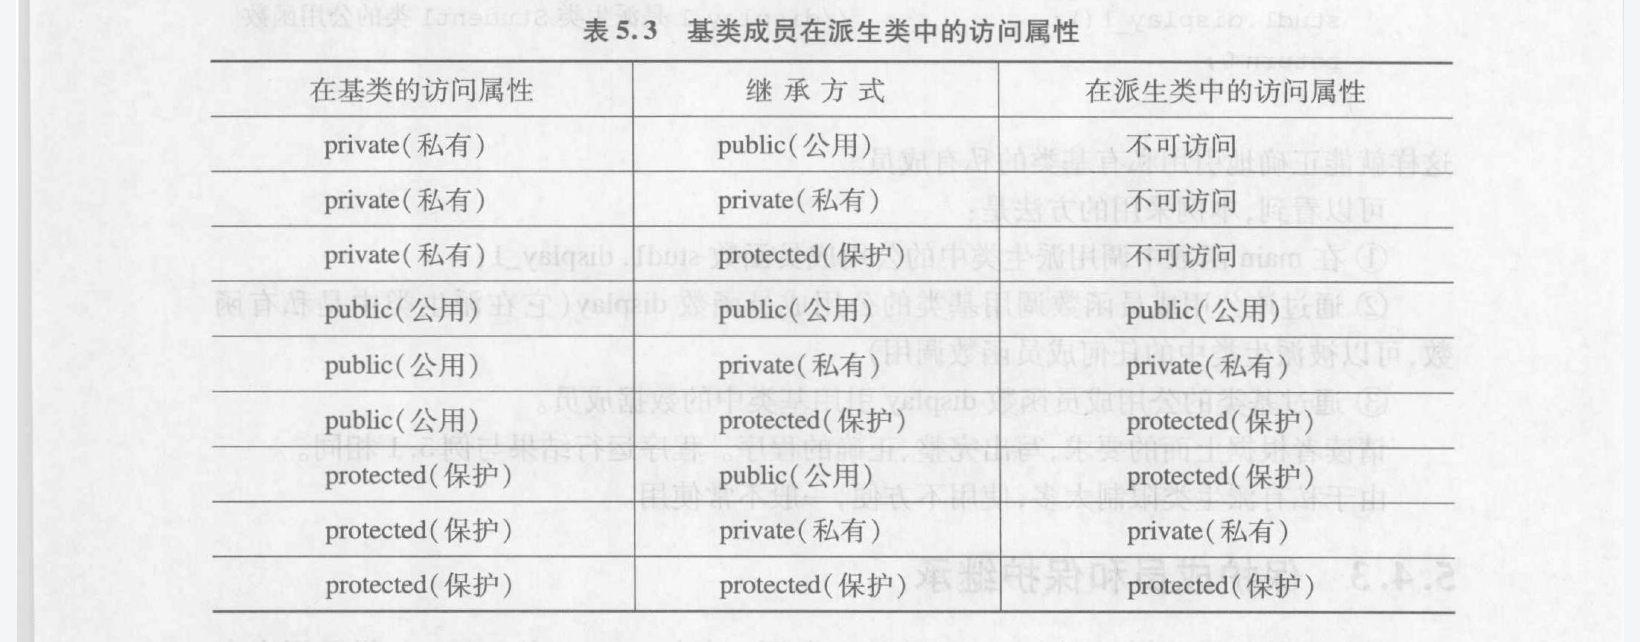 表 5.3 基类成员在派生类中的访问属性
在基类的访问属性 继承方式 在派生类中的访问属性
private(私有) public(公用) 不可访问
private(私有) private(私有) 不可访问
private(私有) protected(保护) 不可访问
public(公用) public(公用) public(公用)
public(公用) private(私有) private(私有)
public(公用) protected(保护) protected(保护)
protected(保护) public(公用) protected(保护)
protected(保护) private(私有) private(私有)
protected(保护) protected(保护) protected(保护)